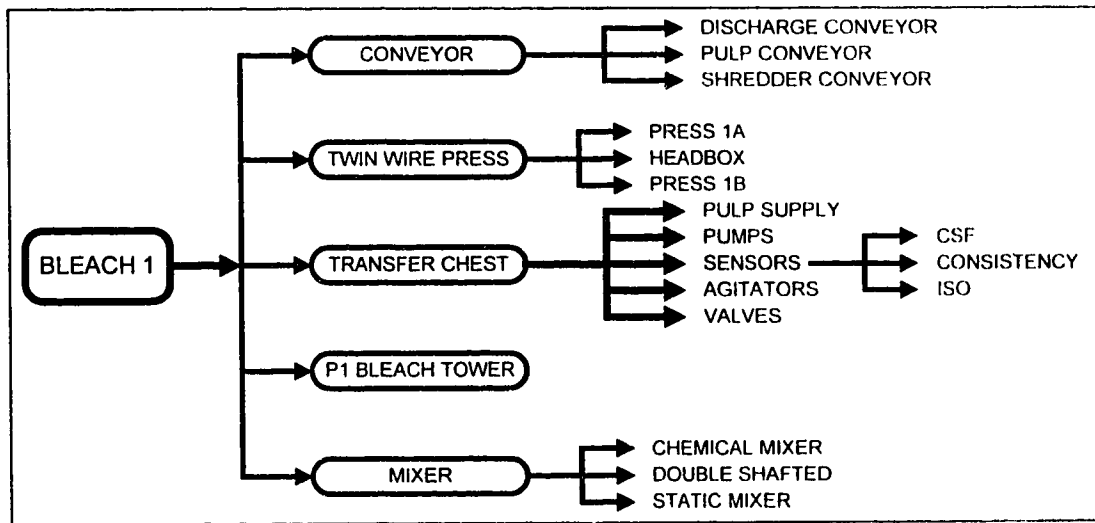 BLEACH 1
CONVEYOR
DISCHARGE CONVEYOR
PULP CONVEYOR
SHREDDER CONVEYOR
TWIN WIRE PRESS
PRESS 1A
HEADBOX
PRESS 1B
TRANSFER CHEST
PULP SUPPLY
PUMPS
SENSORS
AGITATORS
VALVES
CSF
CONSISTENCY
ISO
P1 BLEACH TOWER
MIXER
CHEMICAL MIXER
DOUBLE SHAFTED
STATIC MIXER